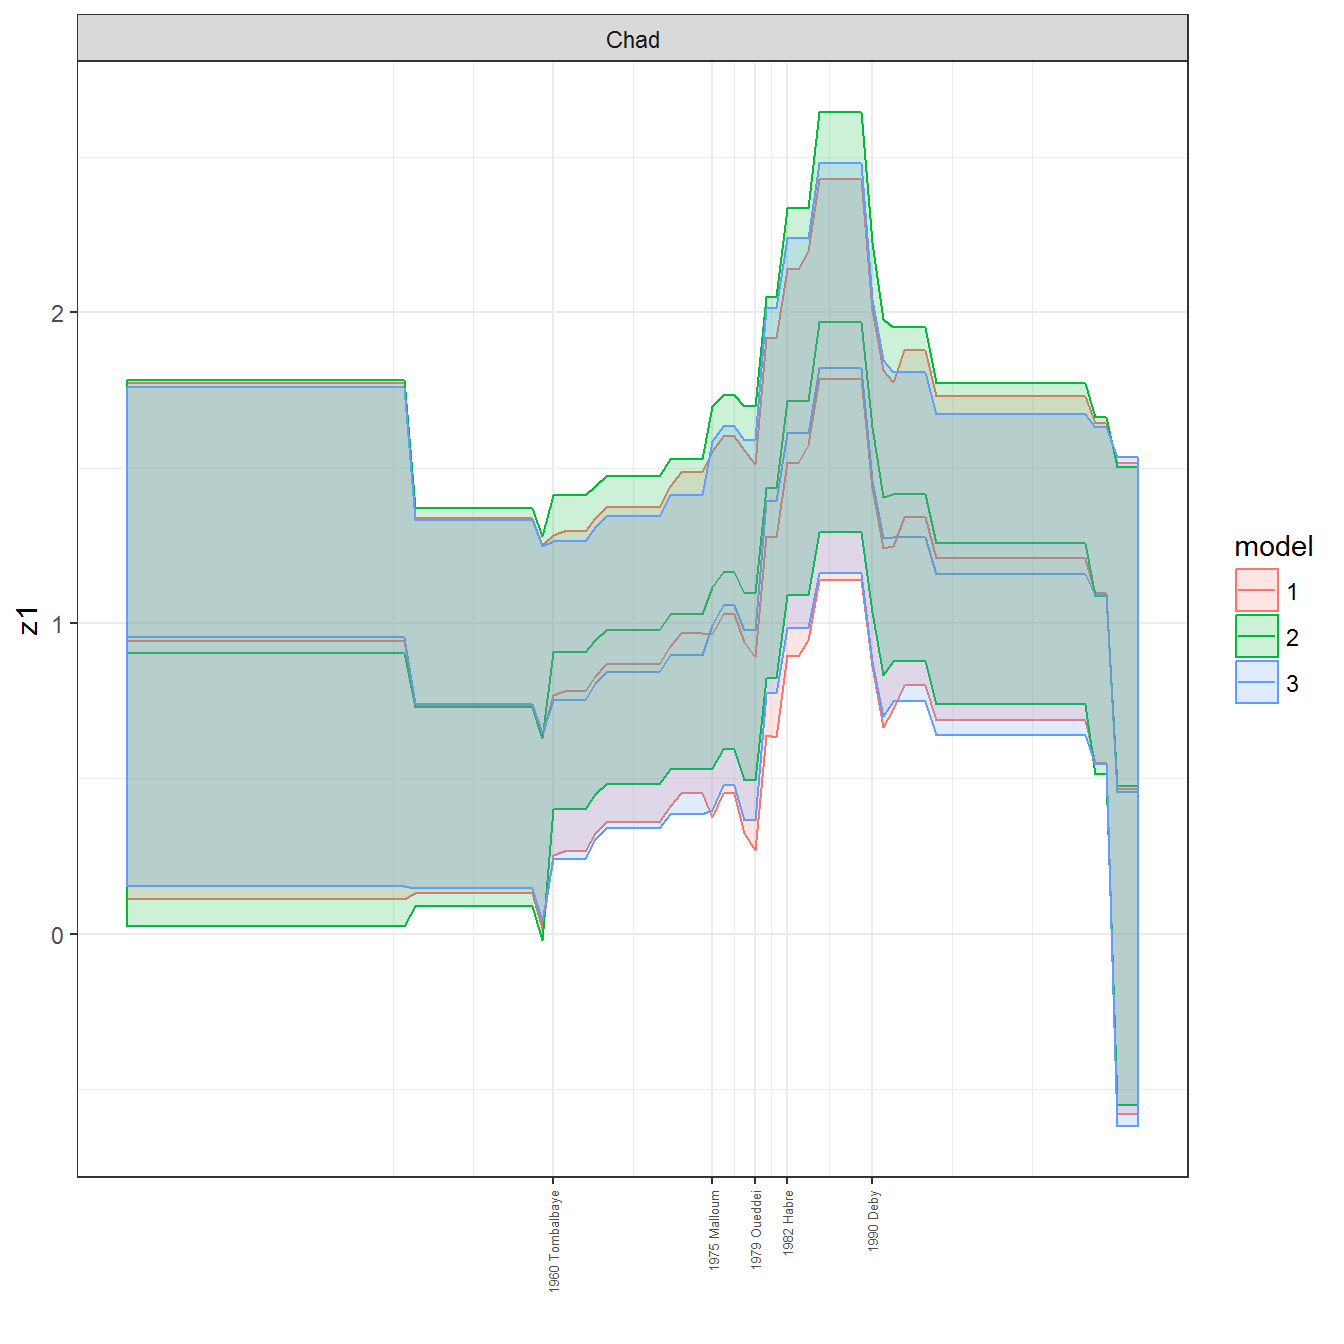 Chad
z1
2
1
0
1960 Tombalbaye
1975 Malloum
1979 Oueddei
1982 Habre
1990 Deby
model
1
2
3